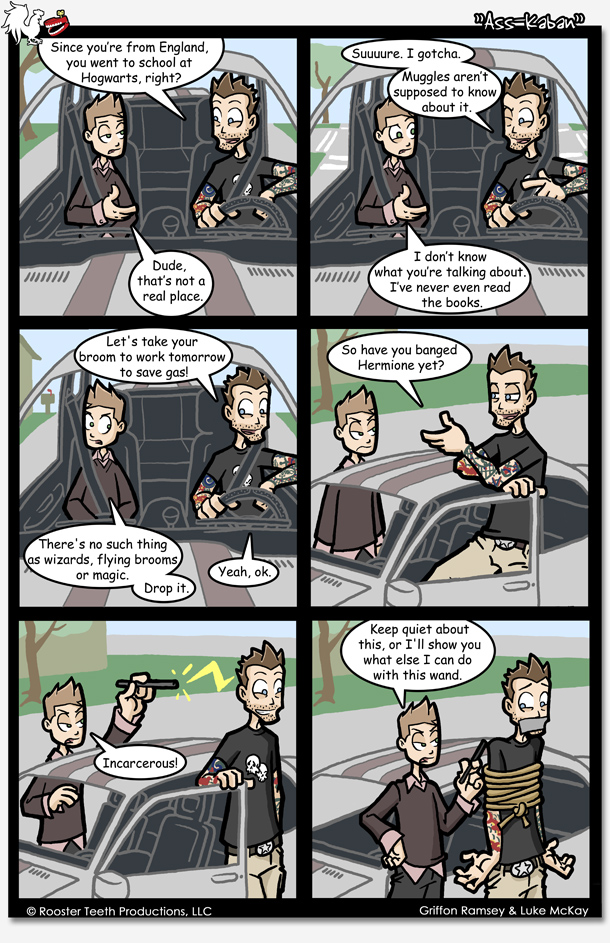 "Ass-Kaban"
Since you're from England,
you went to school at
Hogwarts, right?
Dude,
that's not a
real place.
Suuuure. I gotcha.
Muggles aren't
supposed to know
about it.
I don't know
what you're talking about.
I've never even read
the books.
Let's take your
broom to work tomorrow
to save gas!
There's no such thing
as wizards, flying brooms
or magic.
Drop it.
Yeah, ok.
So have you banged
Hermione yet?
Incarcerous!
Keep quiet about
this, or I'll show you
what else I can do
with this wand.
© Rooster Teeth Productions, LLC
Griffon Ramsey & Luke McKay